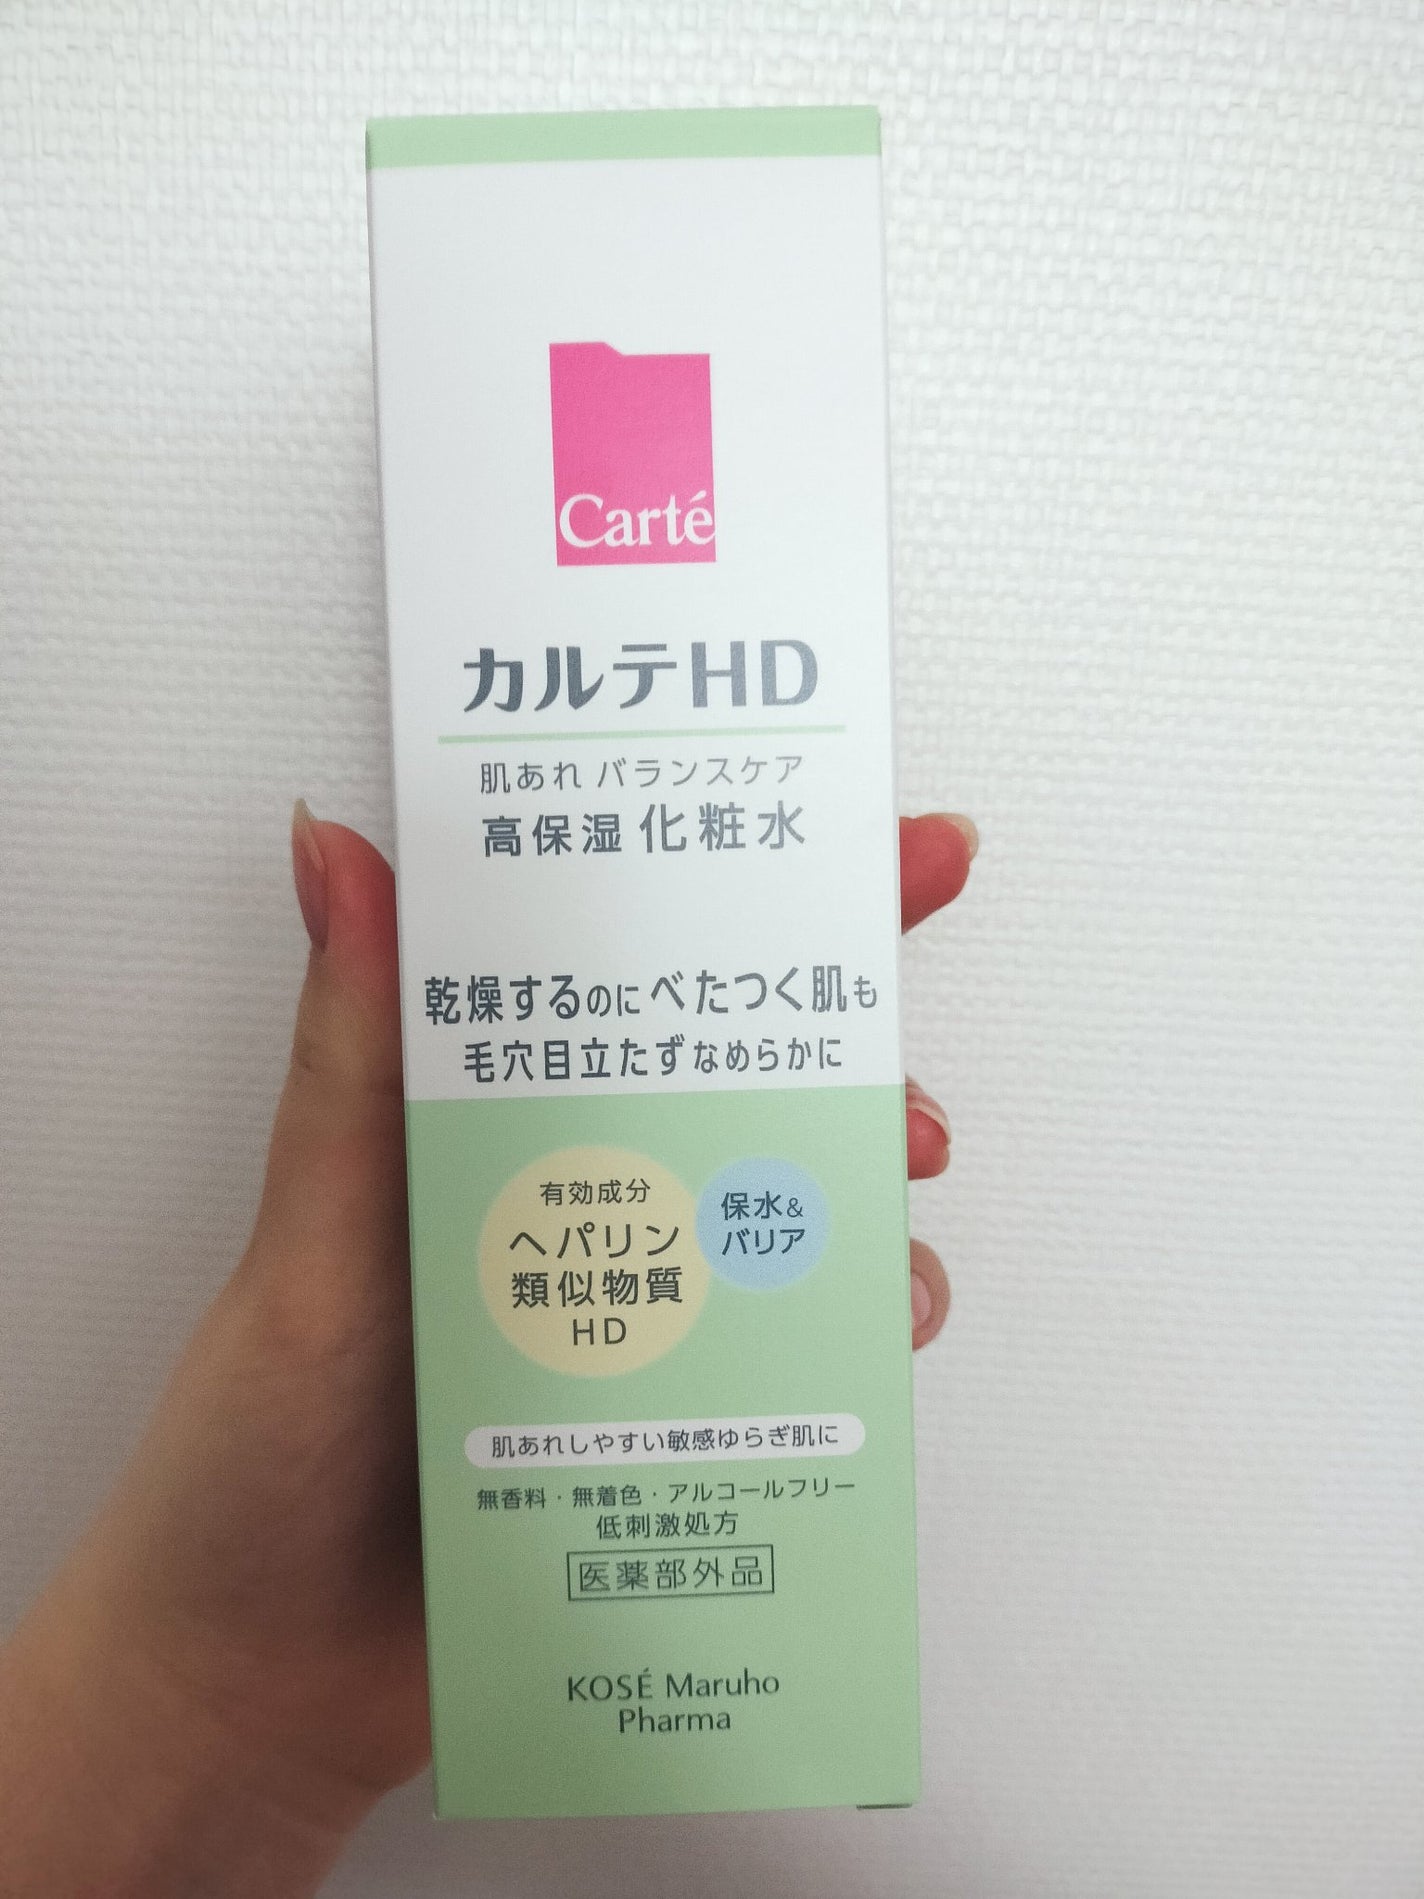 Carté
カルテHD
肌あれ バランスケア
高保湿 化粧水
乾燥するのにべたつく肌も
毛穴目立たずなめらかに
有効成分
ヘパリン
類似物質
HD
保水&
バリア
肌あれしやすい敏感ゆらぎ肌に
無香料・無着色・アルコールフリー
低刺激処方
医薬部外品
KOSÉ Maruho
Pharma